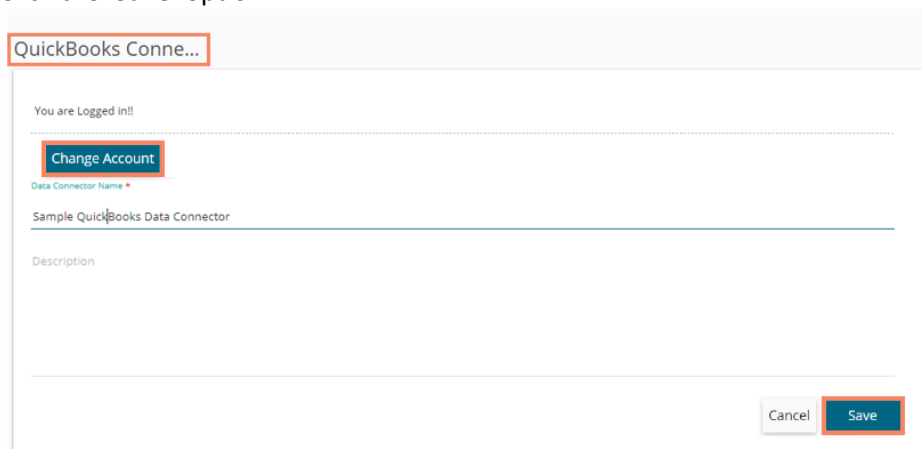 QuickBooks Conne...
You are Logged in!!
Change Account
Data Connector Name *
Sample QuickBooks Data Connector
Description
Cancel Save